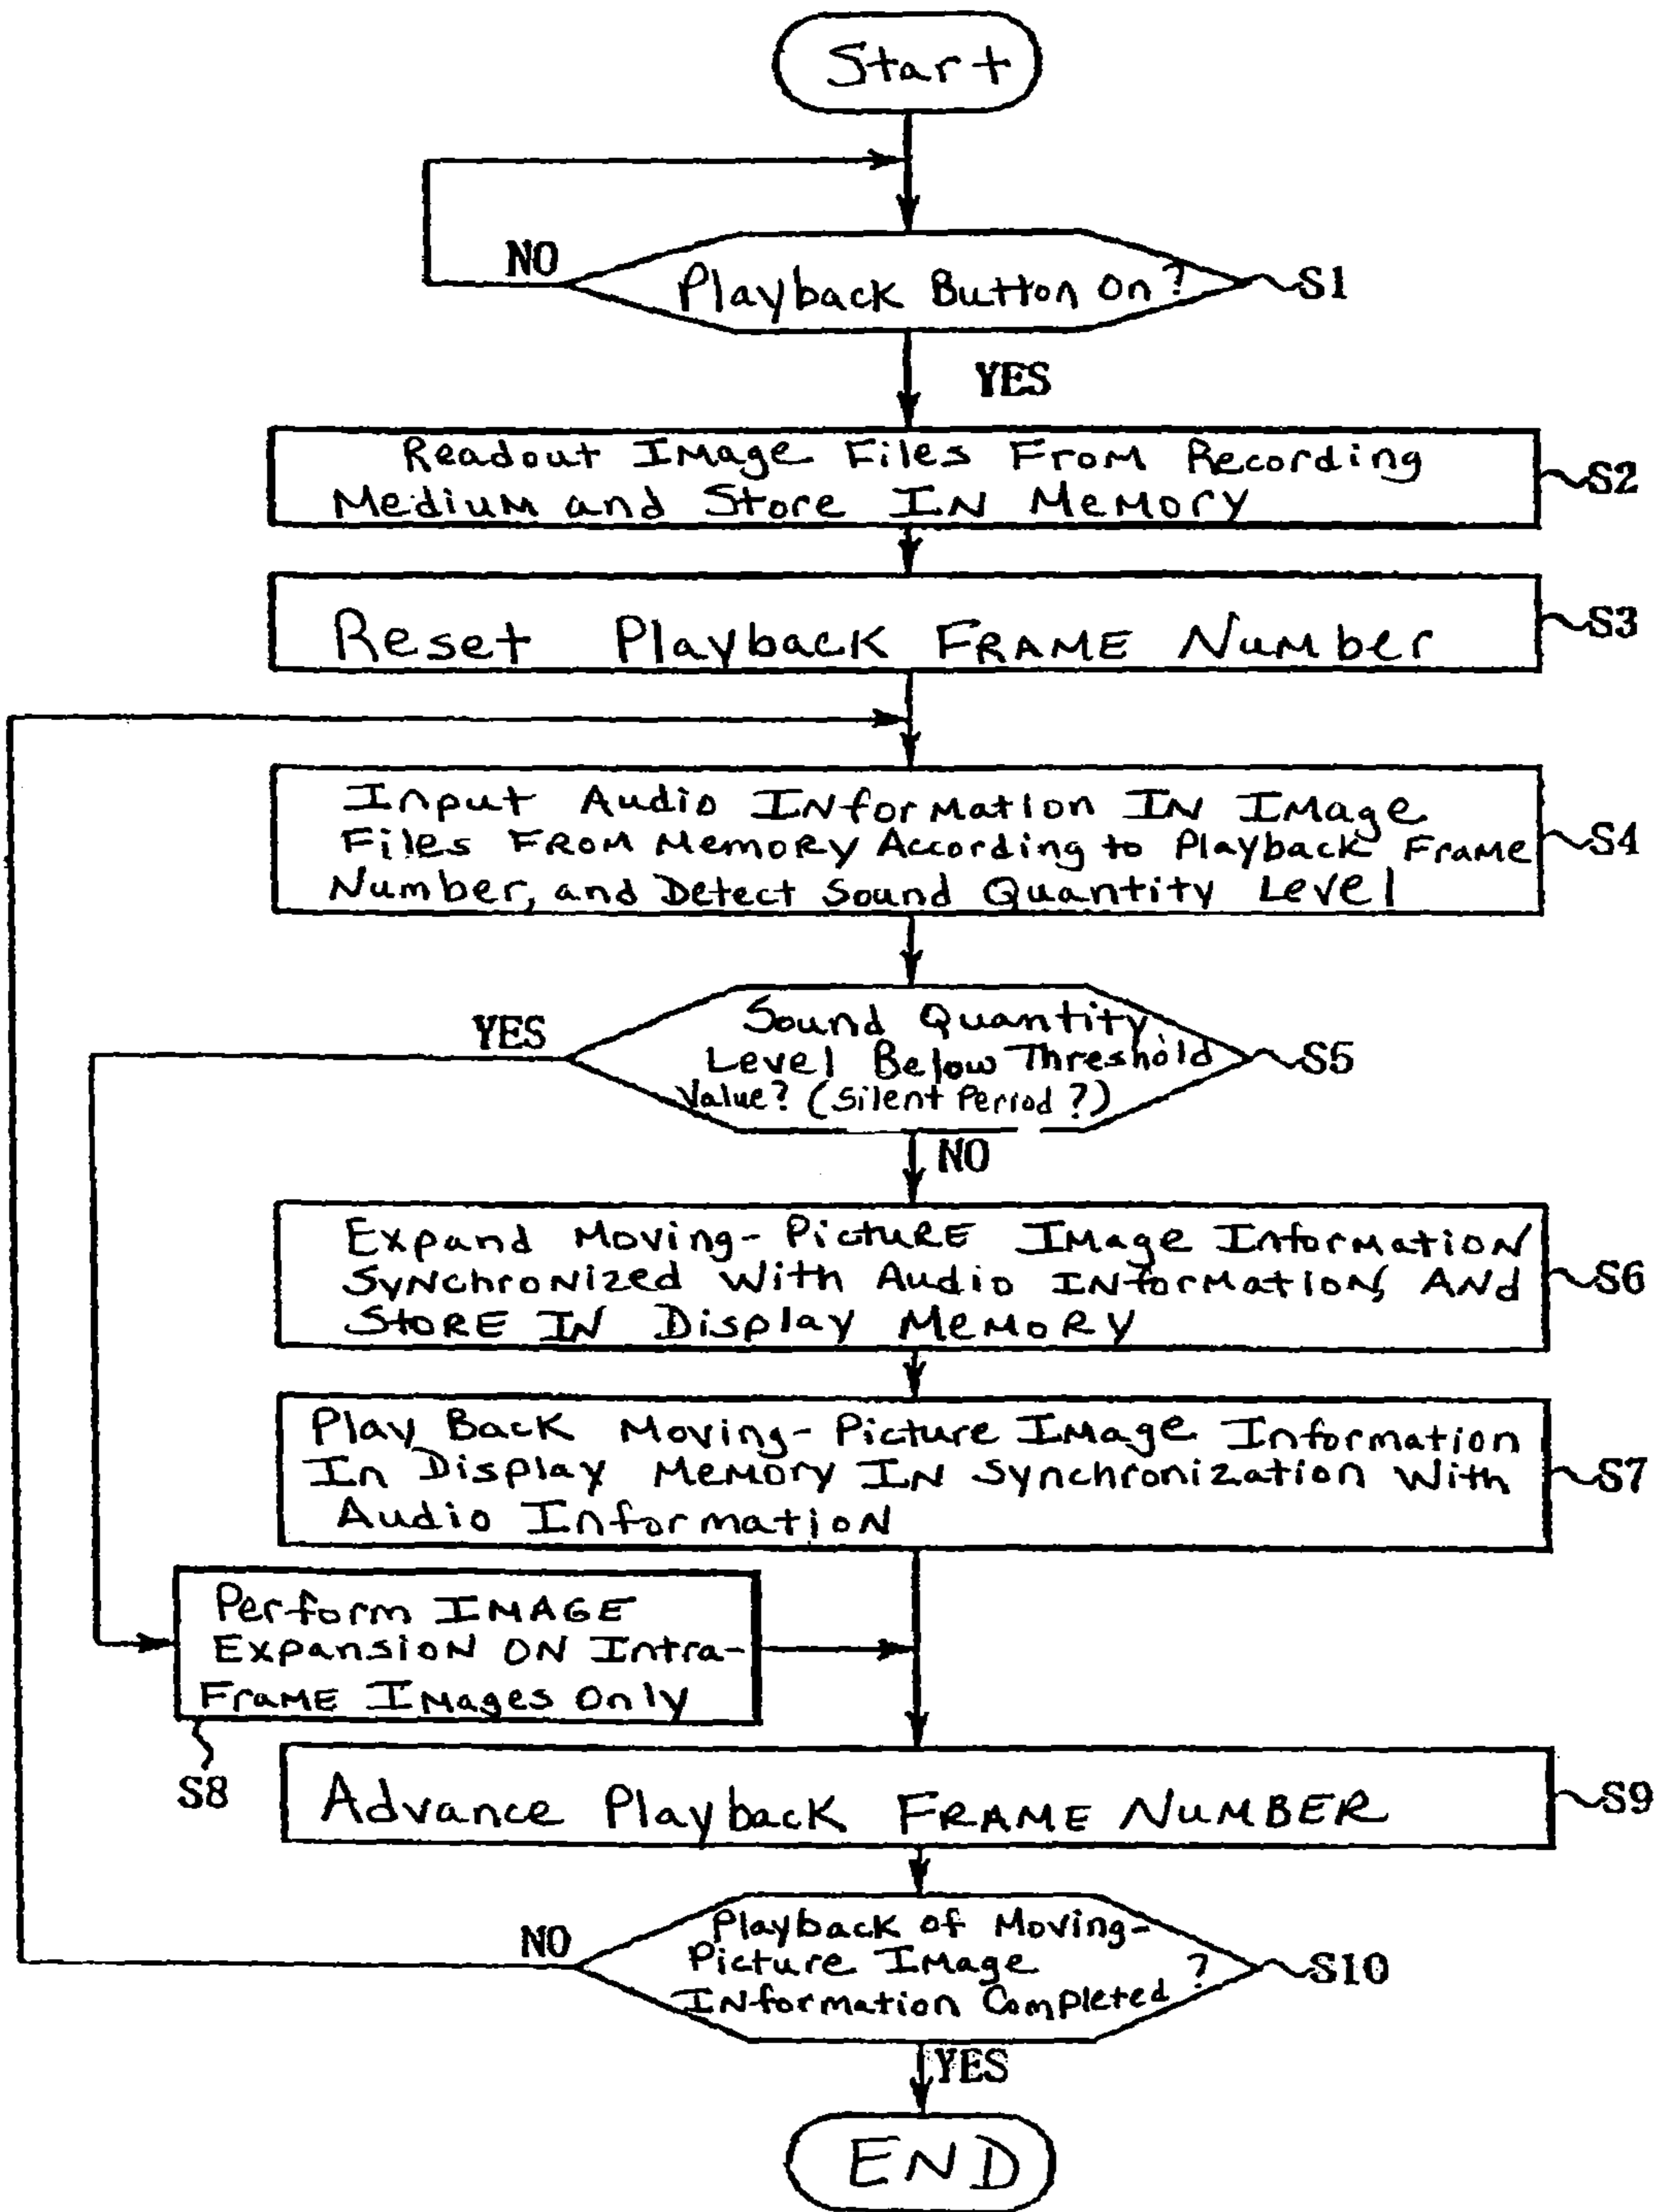 Start
NO
Playback Button On?
S1
YES
Readout Image Files From Recording
Medium and Store In Memory
S2
Reset Playback Frame Number
S3
Input Audio Information In Image
Files From Memory According to Playback Frame
Number, and Detect Sound Quantity Level
S4
YES
Sound Quantity
Level Below Threshold
Value? (Silent Period?)
S5
NO
Expand Moving-Picture Image Information
Synchronized With Audio Information, And
Store In Display Memory
S6
Play Back Moving-Picture Image Information
In Display Memory In Synchronization With
Audio Information
S7
Perform Image
Expansion On Intra-
Frame Images Only
S8
Advance Playback Frame Number
S9
NO
Playback of Moving-
Picture Image
Information Completed?
S10
YES
END